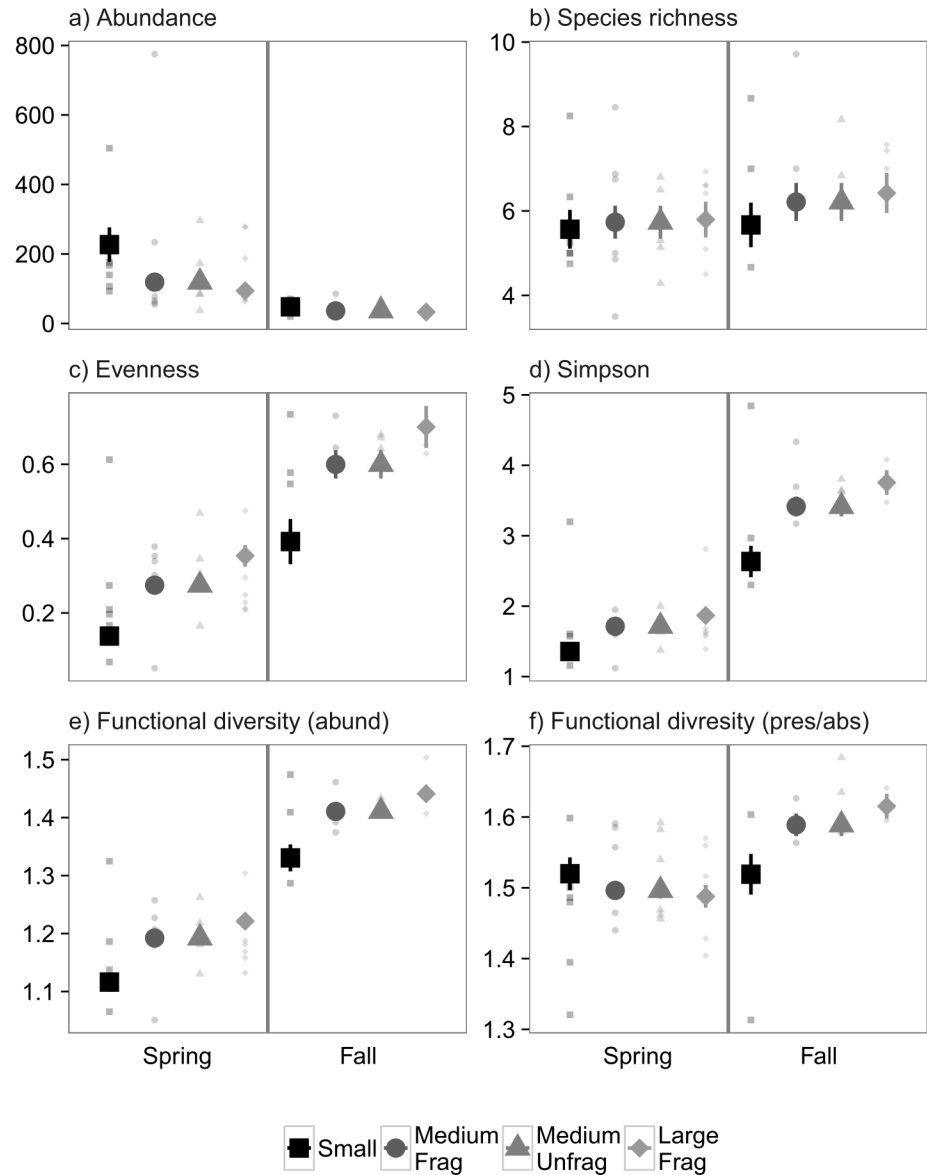 a) Abundance
800
600
400
200
0
b) Species richness
10
8
6
4
c) Evenness
0.6
0.4
0.2
d) Simpson
5
4
3
2
1
e) Functional diversity (abund)
1.5
1.4
1.3
1.2
1.1
Spring Fall
f) Functional divresity (pres/abs)
1.7
1.6
1.5
1.4
1.3
Spring Fall
Small
Medium
Frag
Medium
Unfrag
Large
Frag